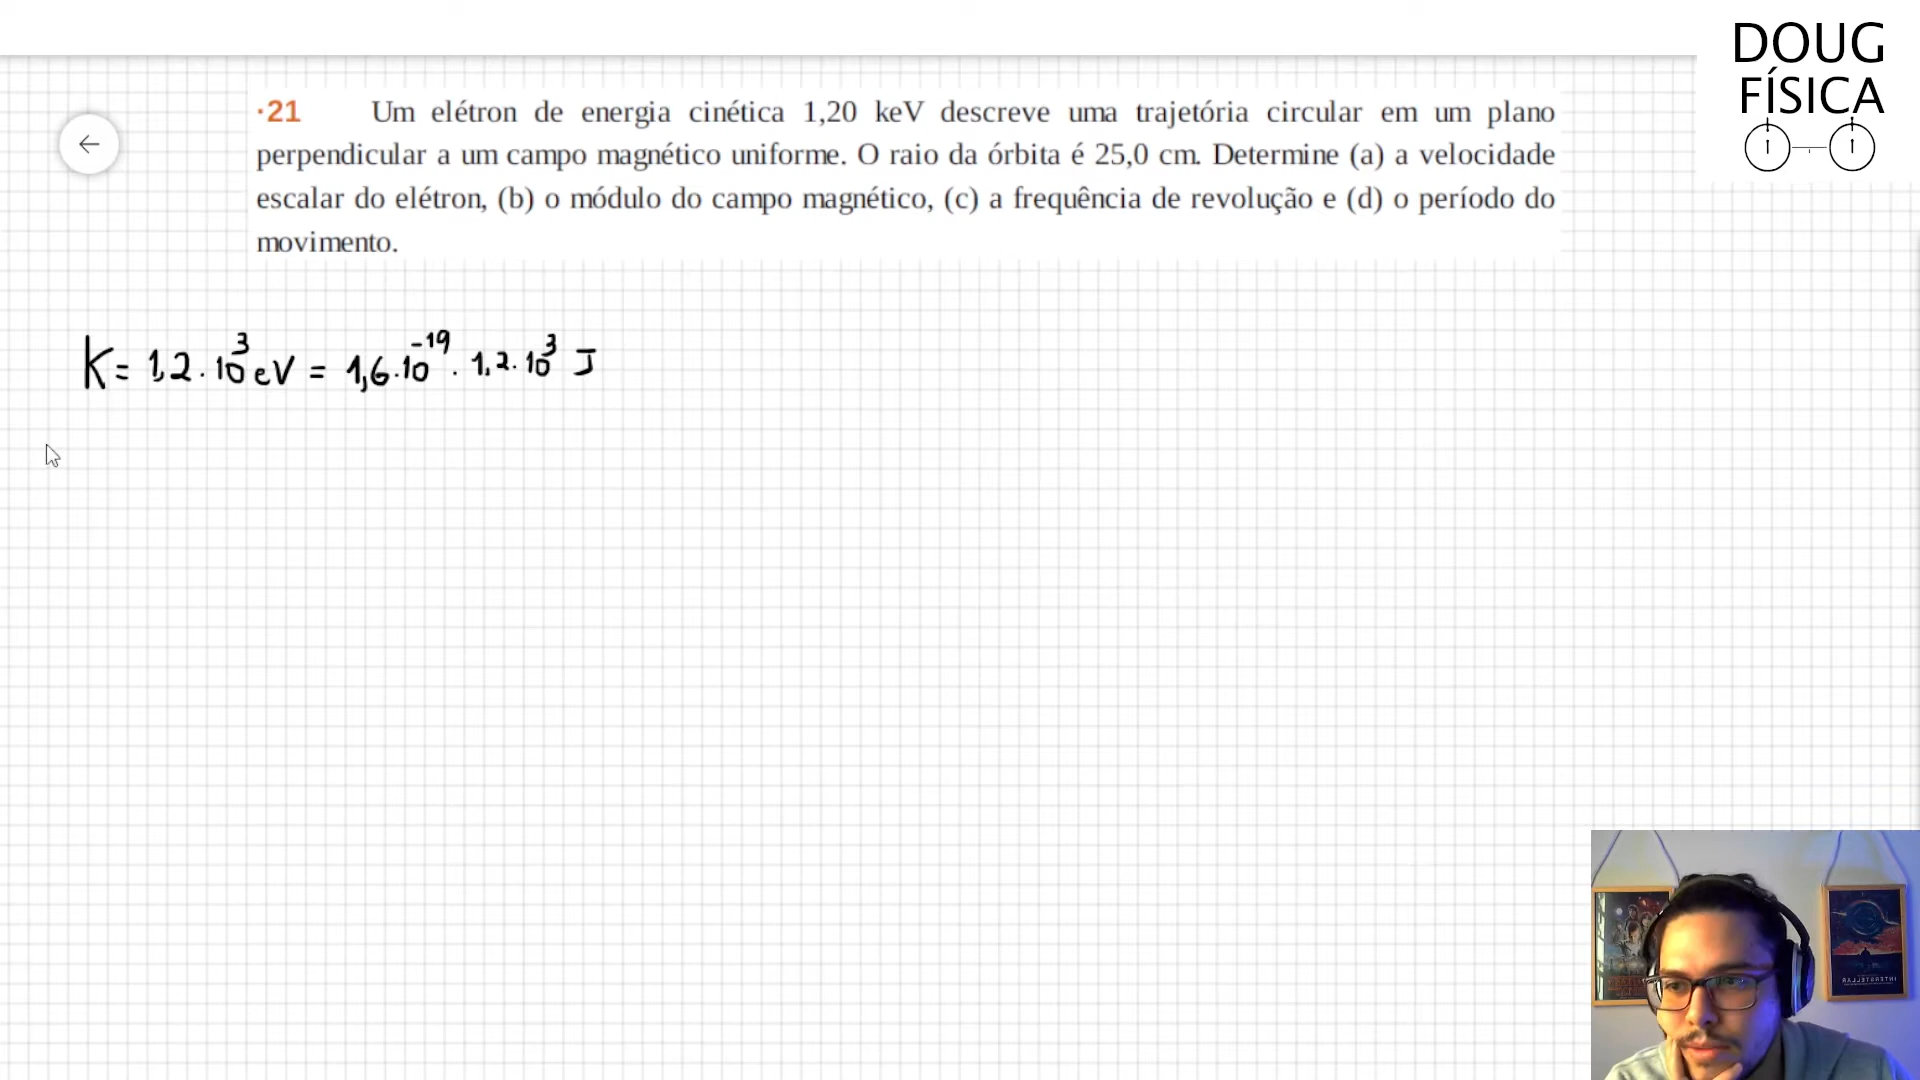 DOUG
FÍSICA
·21 Um elétron de energia cinética 1,20 keV descreve uma trajetória circular em um plano
perpendicular a um campo magnético uniforme. O raio da órbita é 25,0 cm. Determine (a) a velocidade
escalar do elétron, (b) o módulo do campo magnético, (c) a frequência de revolução e (d) o período do
movimento.
K = 1,2 . 10³ eV = 1,6 . 10⁻¹⁹ . 1,2 . 10³ J
INTERSTELLAR